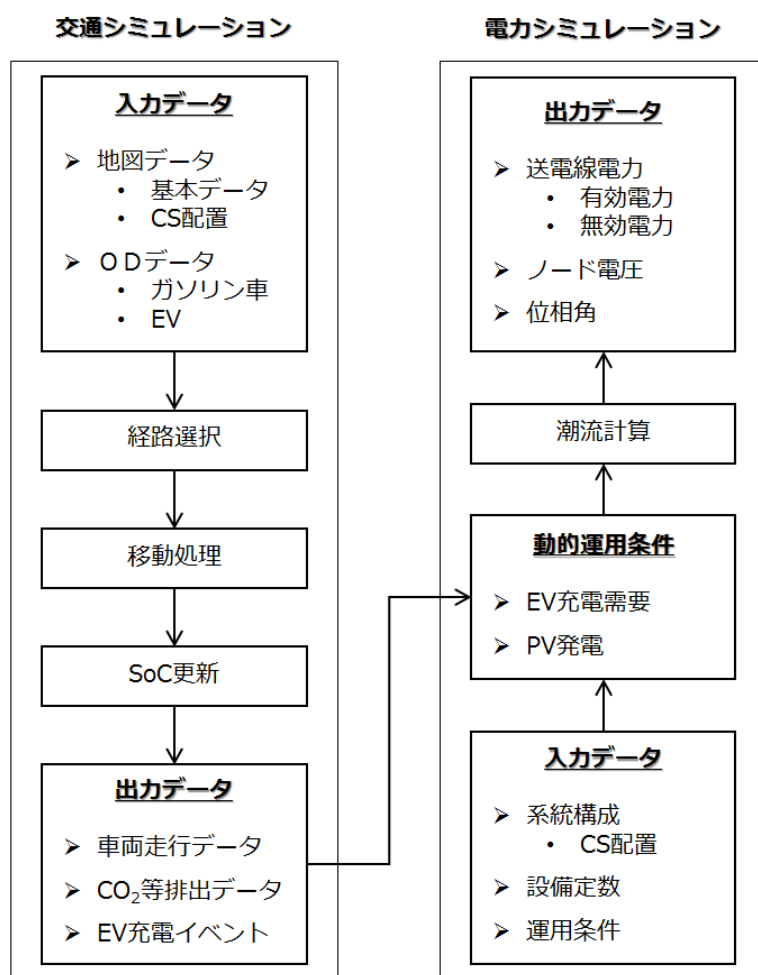 交通シミュレーション
入力データ
➢ 地図データ
• 基本データ
• CS配置
➢ ＯＤデータ
• ガソリン車
• EV
経路選択
移動処理
SoC更新
出力データ
➢ 車両走行データ
➢ CO₂等排出データ
➢ EV充電イベント
電力シミュレーション
出力データ
➢ 送電線電力
• 有効電力
• 無効電力
➢ ノード電圧
➢ 位相角
潮流計算
動的運用条件
➢ EV充電需要
➢ PV発電
入力データ
➢ 系統構成
• CS配置
➢ 設備定数
➢ 運用条件